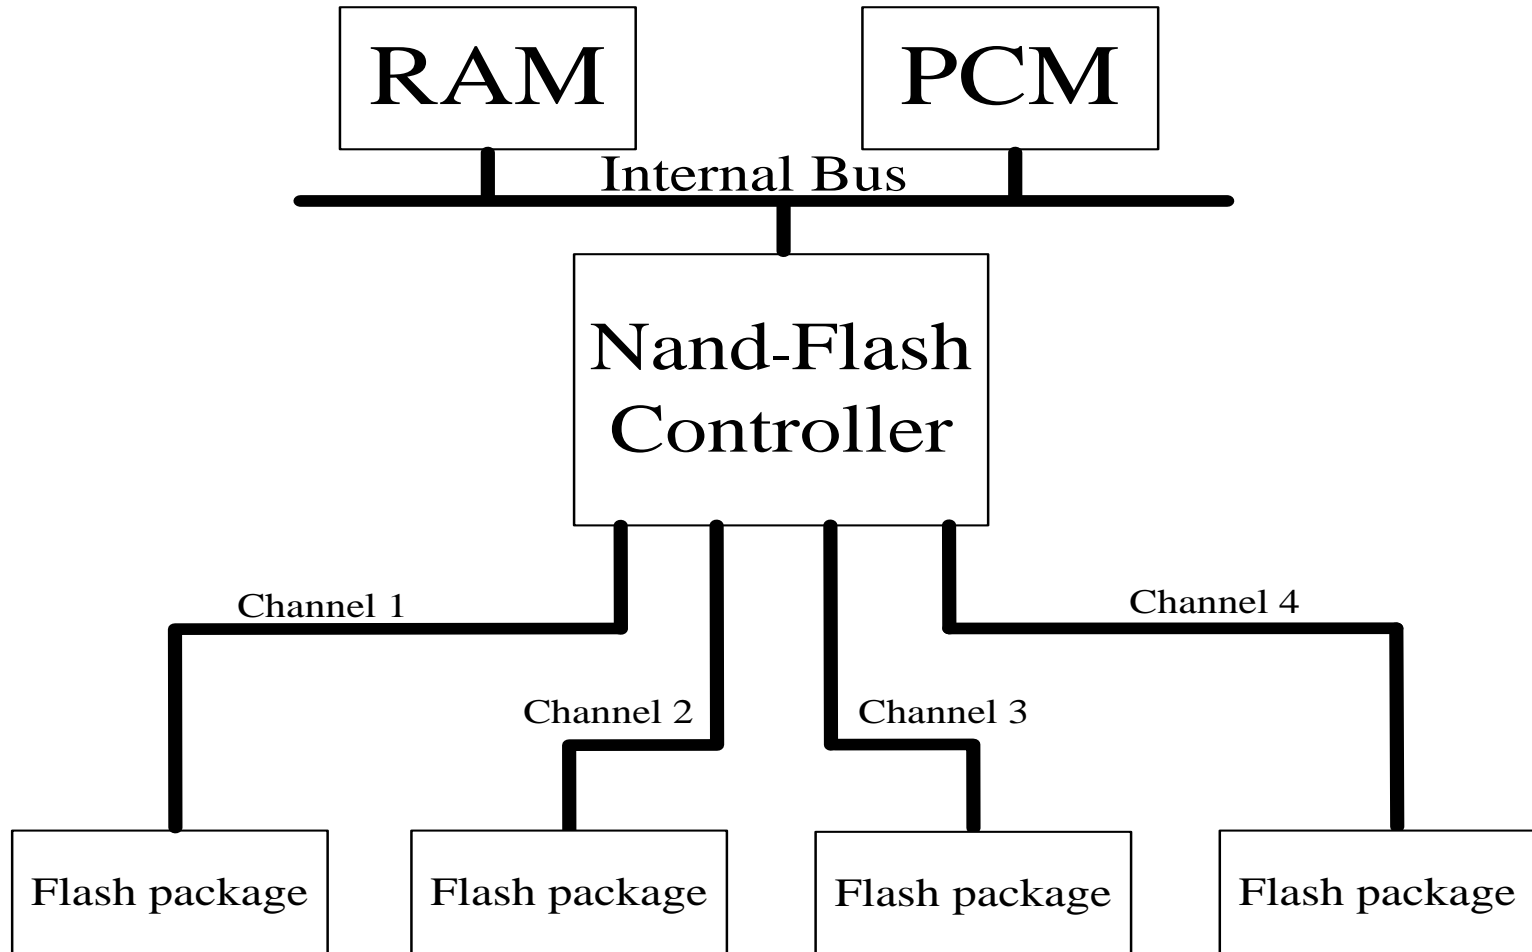 RAM
PCM
Internal Bus
Nand-Flash
Controller
Channel 1
Channel 4
Channel 2
Channel 3
Flash package
Flash package
Flash package
Flash package